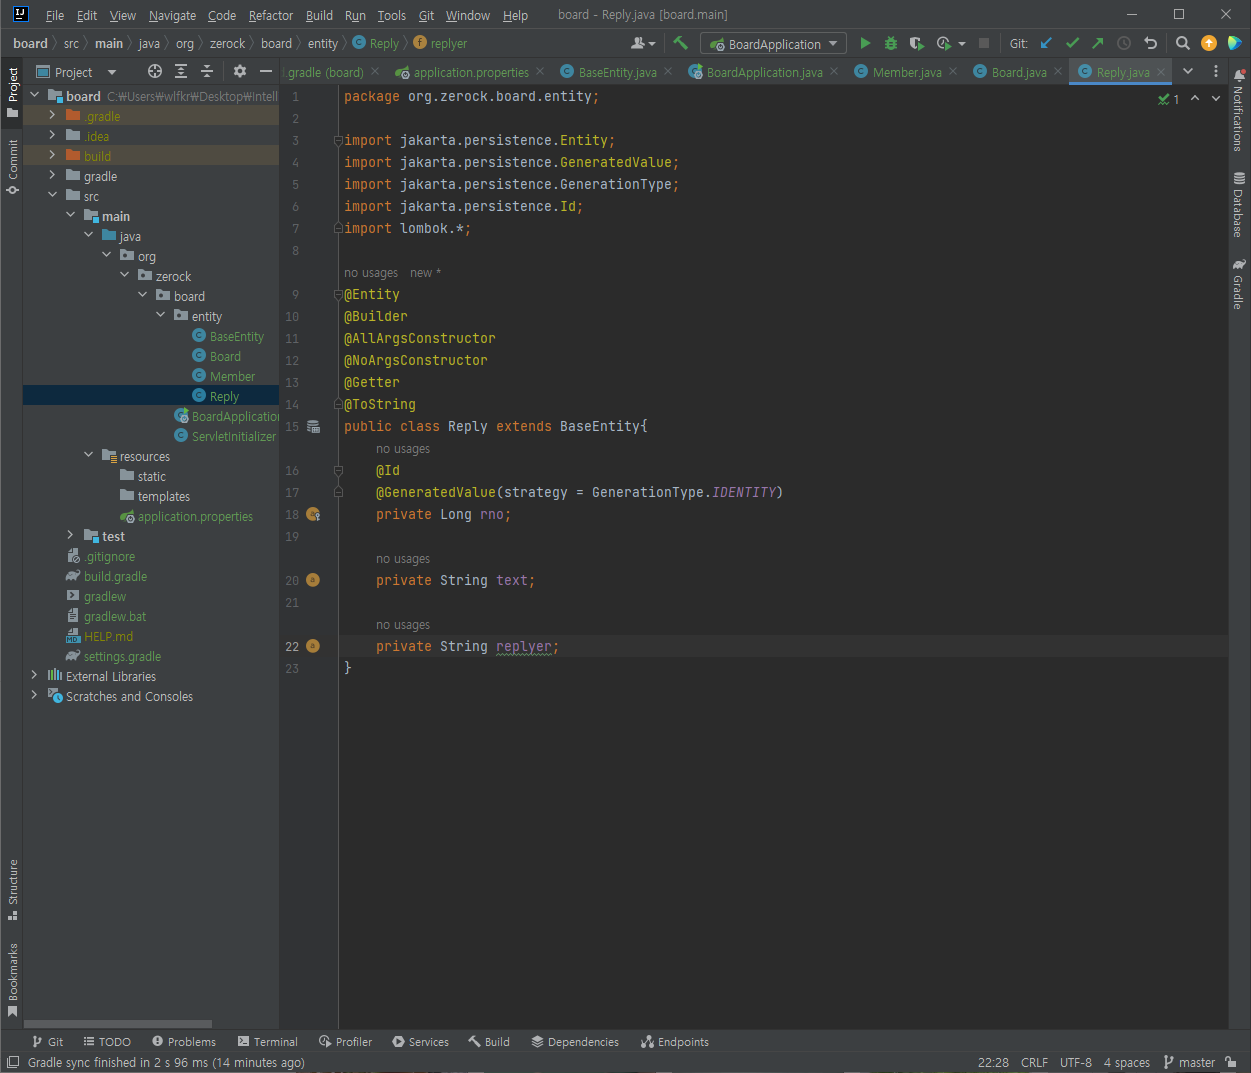 File Edit View Navigate Code Refactor Build Run Tools Git Window Help board - Reply.java [board.main]
board src main java org zerock board entity Reply replyer BoardApplication Git:
Project
.gradle (board) application.properties BaseEntity.java BoardApplication.java Member.java Board.java Reply.java
Project
Commit
Structure
Bookmarks
board C:₩Users₩wlfkr₩Desktop₩Intell
.gradle
.idea
build
gradle
src
main
java
org
zerock
board
entity
BaseEntity
Board
Member
Reply
BoardApplication
ServletInitializer
resources
static
templates
application.properties
test
.gitignore
build.gradle
gradlew
gradlew.bat
HELP.md
settings.gradle
External Libraries
Scratches and Consoles
1 package org.zerock.board.entity;
2
3 import jakarta.persistence.Entity;
4 import jakarta.persistence.GeneratedValue;
5 import jakarta.persistence.GenerationType;
6 import jakarta.persistence.Id;
7 import lombok.*;
8
no usages new *
9 @Entity
10 @Builder
11 @AllArgsConstructor
12 @NoArgsConstructor
13 @Getter
14 @ToString
15 public class Reply extends BaseEntity{
no usages
16 @Id
17 @GeneratedValue(strategy = GenerationType.IDENTITY)
18 private Long rno;
19
no usages
20 private String text;
21
no usages
22 private String replyer;
23 }
1
Notifications
Database
Gradle
Git TODO Problems Terminal Profiler Services Build Dependencies Endpoints
Gradle sync finished in 2 s 96 ms (14 minutes ago) 22:28 CRLF UTF-8 4 spaces master